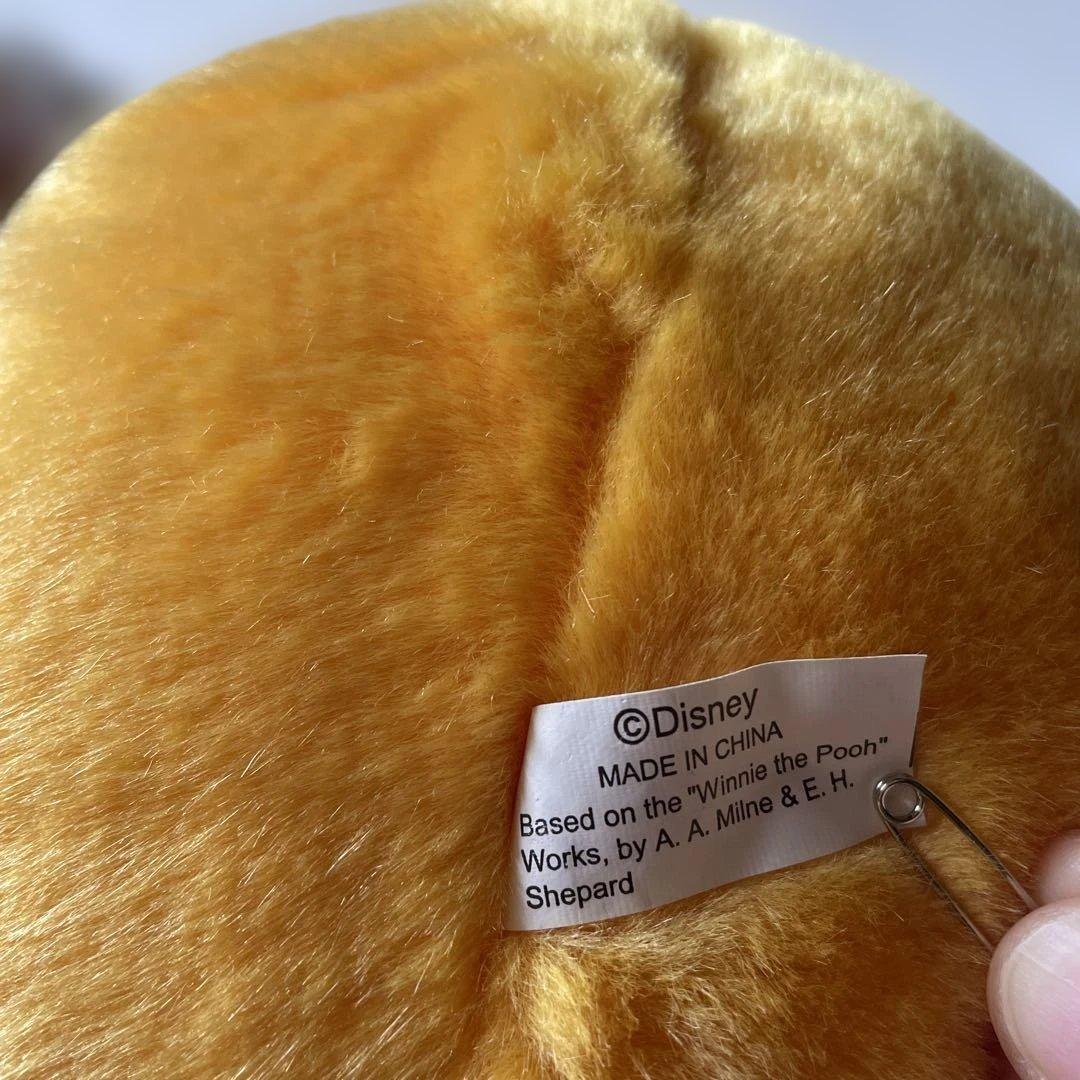 ©Disney
MADE IN CHINA
Based on the "Winnie the Pooh"
Works, by A. A. Milne & E. H.
Shepard